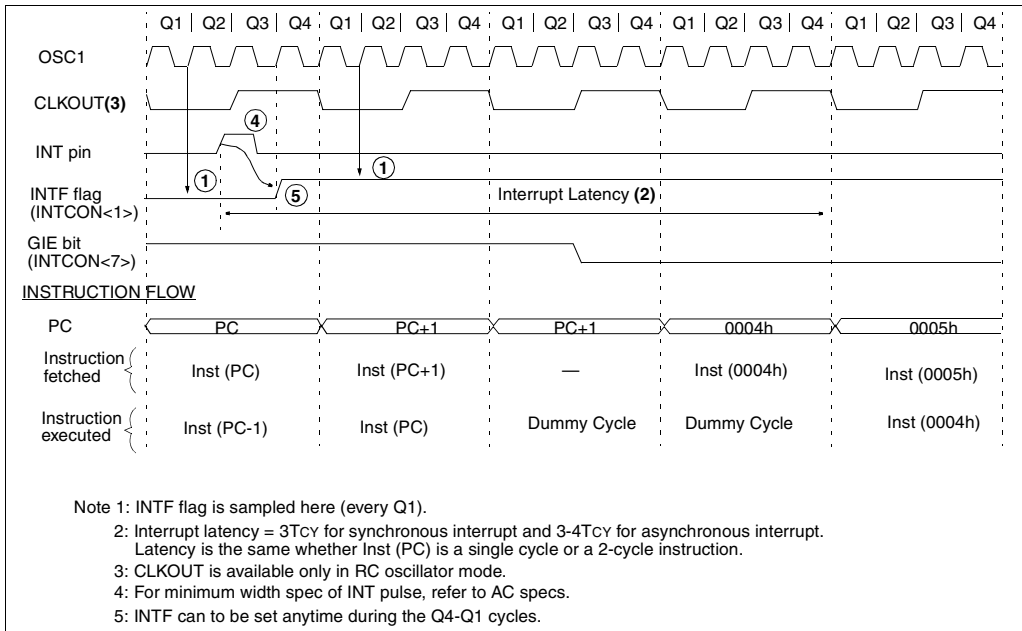 Q1 | Q2 | Q3 | Q4 Q1 | Q2 | Q3 | Q4 Q1 | Q2 | Q3 | Q4 Q1 | Q2 | Q3 | Q4 Q1 | Q2 | Q3 | Q4
OSC1
CLKOUT(3)
4
INT pin
1 1
INTF flag
(INTCON<1>)
5
Interrupt Latency (2)
GIE bit
(INTCON<7>)
INSTRUCTION FLOW
PC PC PC+1 PC+1 0004h 0005h
Instruction
fetched
Inst (PC) Inst (PC+1) — Inst (0004h) Inst (0005h)
Instruction
executed
Inst (PC-1) Inst (PC) Dummy Cycle Dummy Cycle Inst (0004h)
Note 1: INTF flag is sampled here (every Q1).
2: Interrupt latency = 3TCY for synchronous interrupt and 3-4TCY for asynchronous interrupt.
Latency is the same whether Inst (PC) is a single cycle or a 2-cycle instruction.
3: CLKOUT is available only in RC oscillator mode.
4: For minimum width spec of INT pulse, refer to AC specs.
5: INTF can to be set anytime during the Q4-Q1 cycles.